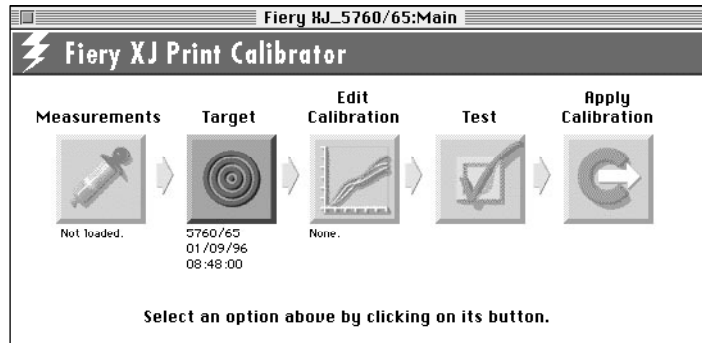 Fiery XJ_5760/65:Main
Fiery XJ Print Calibrator
Measurements
Target
Edit
Calibration
Test
Apply
Calibration
Not loaded.
5760/65
01/09/96
08:48:00
None.
Select an option above by clicking on its button.